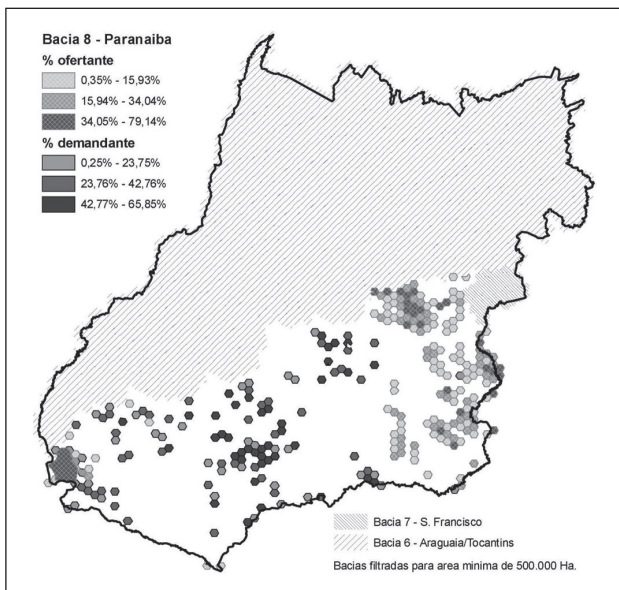 Bacia 8 - Paranaiba
% ofertante
0,35% - 15,93%
15,94% - 34,04%
34,05% - 79,14%
% demandante
0,25% - 23,75%
23,76% - 42,76%
42,77% - 65,85%
Bacia 7 - S. Francisco
Bacia 6 - Araguaia/Tocantins
Bacias filtradas para area minima de 500.000 Ha.